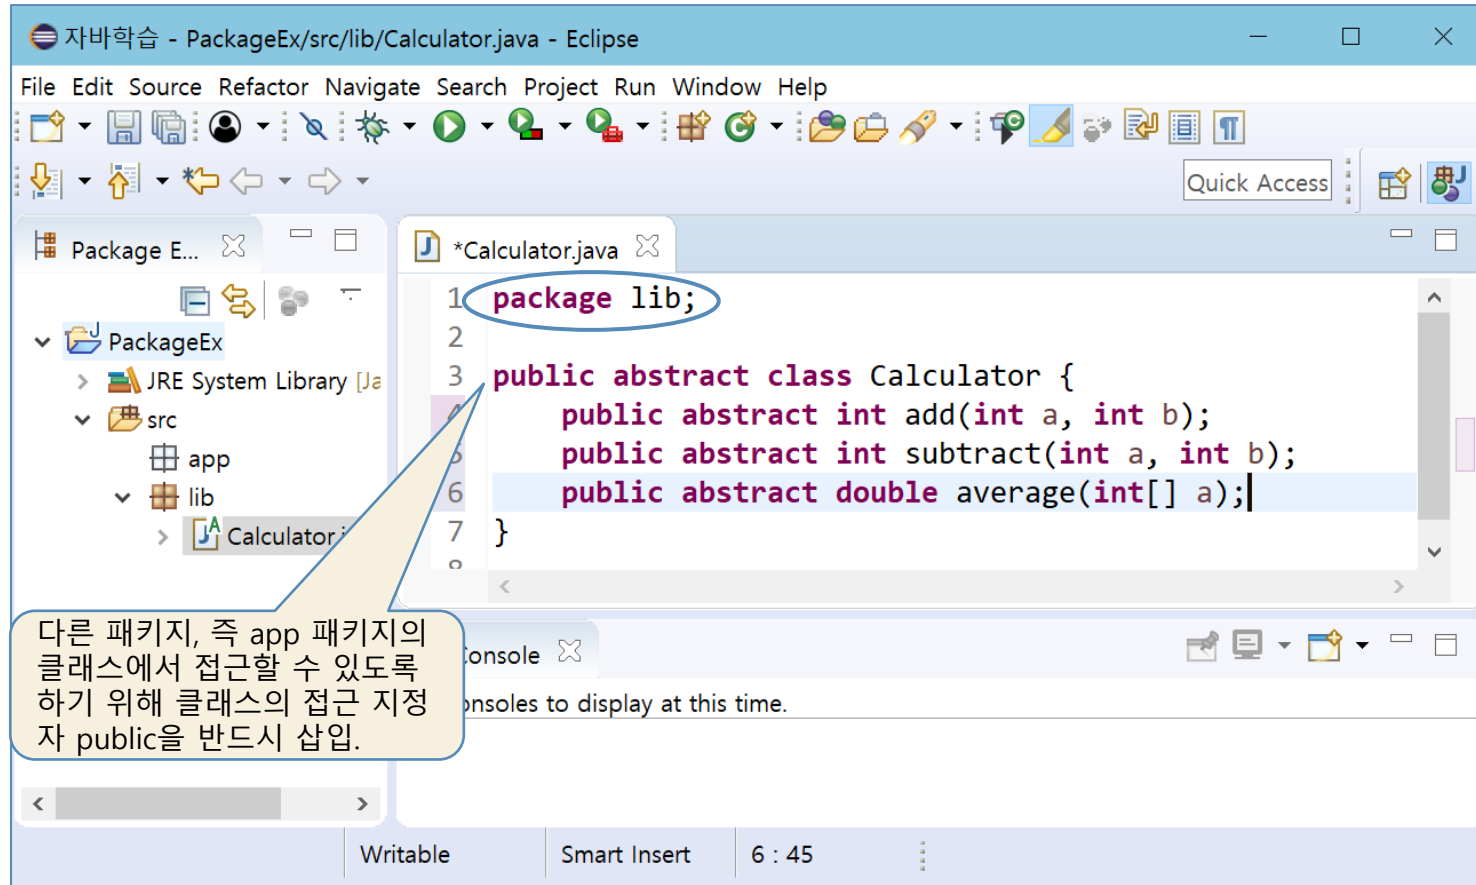 자바학습 - PackageEx/src/lib/Calculator.java - Eclipse
File Edit Source Refactor Navigate Search Project Run Window Help
Quick Access
Package E...
PackageEx
JRE System Library [Ja
src
app
lib
Calculator.
*Calculator.java
1 package lib;
2
3 public abstract class Calculator {
public abstract int add(int a, int b);
public abstract int subtract(int a, int b);
6 public abstract double average(int[] a);
7 }
다른 패키지, 즉 app 패키지의
클래스에서 접근할 수 있도록
하기 위해 클래스의 접근 지정
자 public을 반드시 삽입.
onsole
onsoles to display at this time.
Writable
Smart Insert
6 : 45